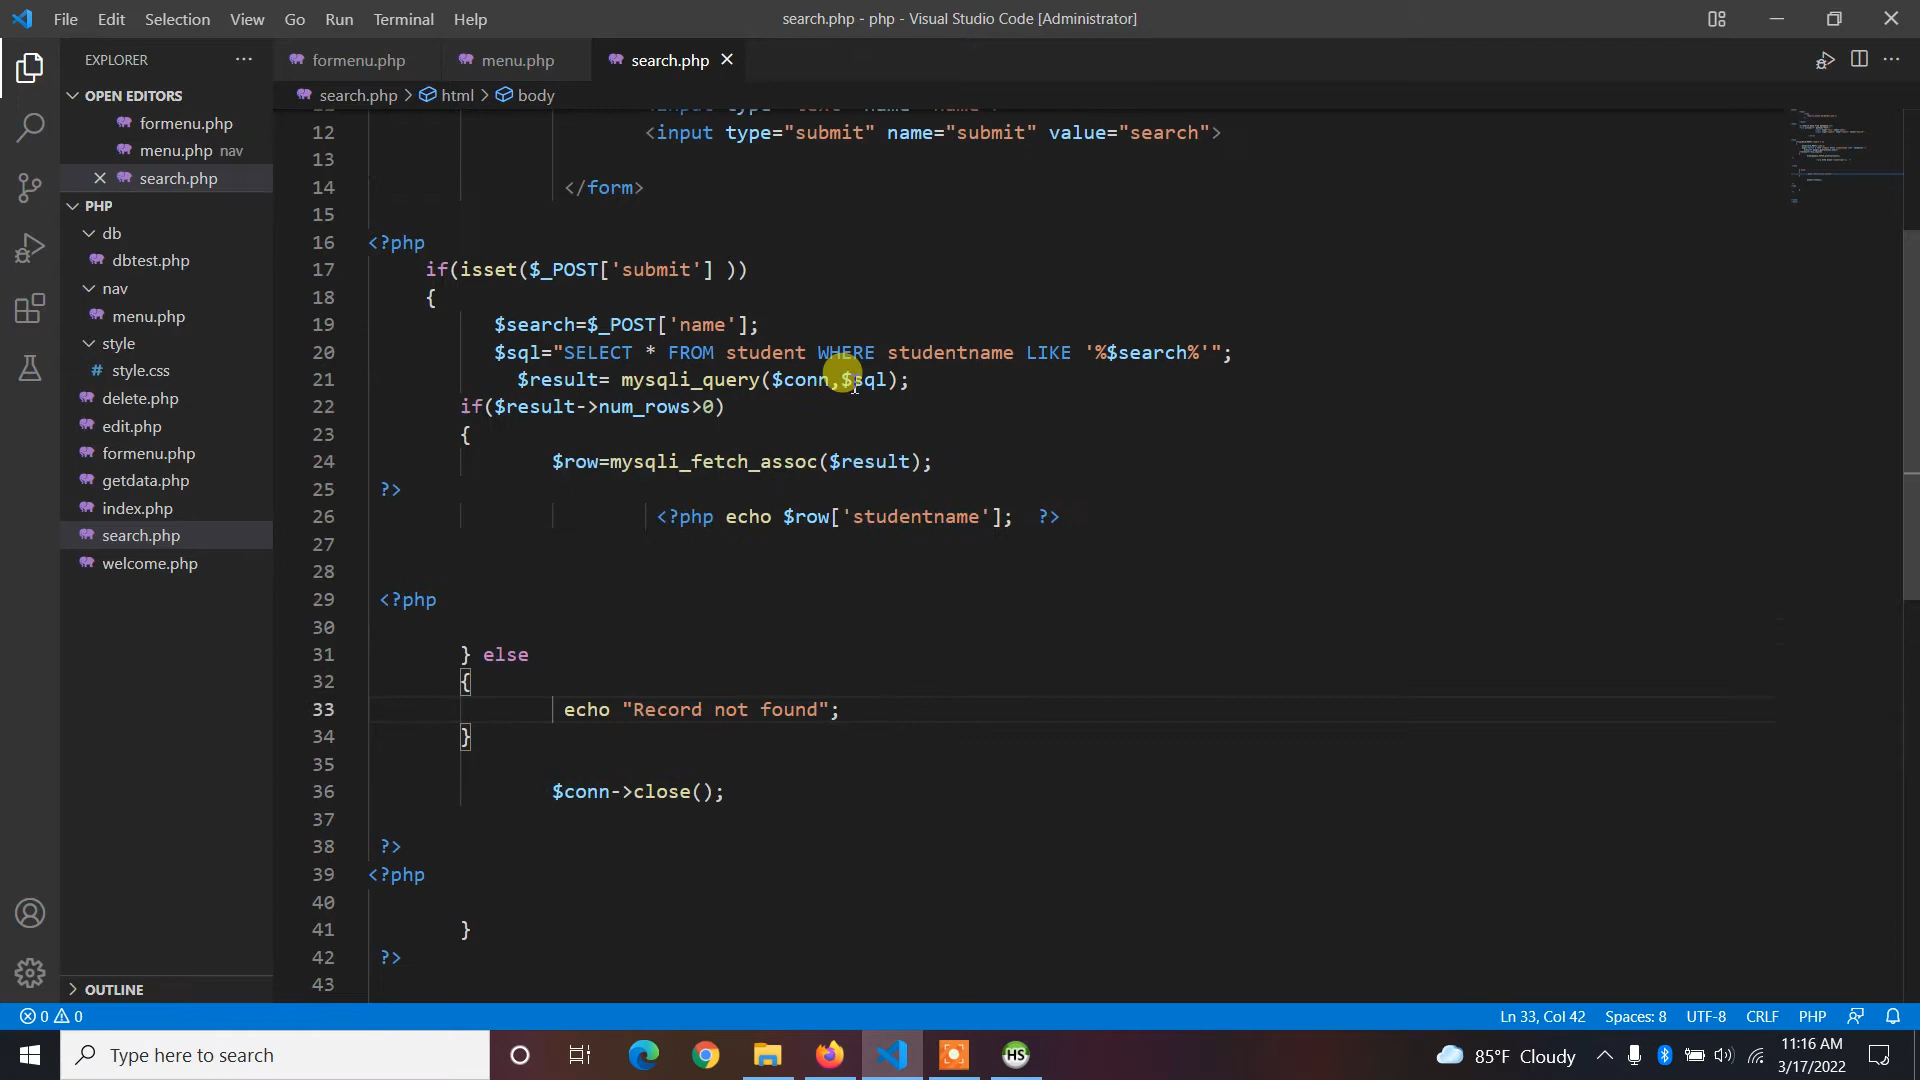 File Edit Selection View Go Run Terminal Help
search.php - php - Visual Studio Code [Administrator]
EXPLORER
formenu.php
menu.php
search.php
OPEN EDITORS
search.php > html > body
formenu.php
menu.php nav
search.php
PHP
db
dbtest.php
nav
menu.php
style
style.css
delete.php
edit.php
formenu.php
getdata.php
index.php
search.php
welcome.php
OUTLINE
12 <input type="submit" name="submit" value="search">
13
14 </form>
15
16 <?php
17 if(isset($_POST['submit'] ))
18 {
19 $search=$_POST['name'];
20 $sql="SELECT * FROM student WHERE studentname LIKE '%$search%'";
21 $result= mysqli_query($conn,$sql);
22 if($result->num_rows>0)
23 {
24 $row=mysqli_fetch_assoc($result);
25 ?>
26 <?php echo $row['studentname']; ?>
27
28
29 <?php
30
31 } else
32 {
33 echo "Record not found";
34 }
35
36 $conn->close();
37
38 ?>
39 <?php
40
41 }
42 ?>
43
0 0
Ln 33, Col 42 Spaces: 8 UTF-8 CRLF PHP
Type here to search
HS
85°F Cloudy
11:16 AM
3/17/2022